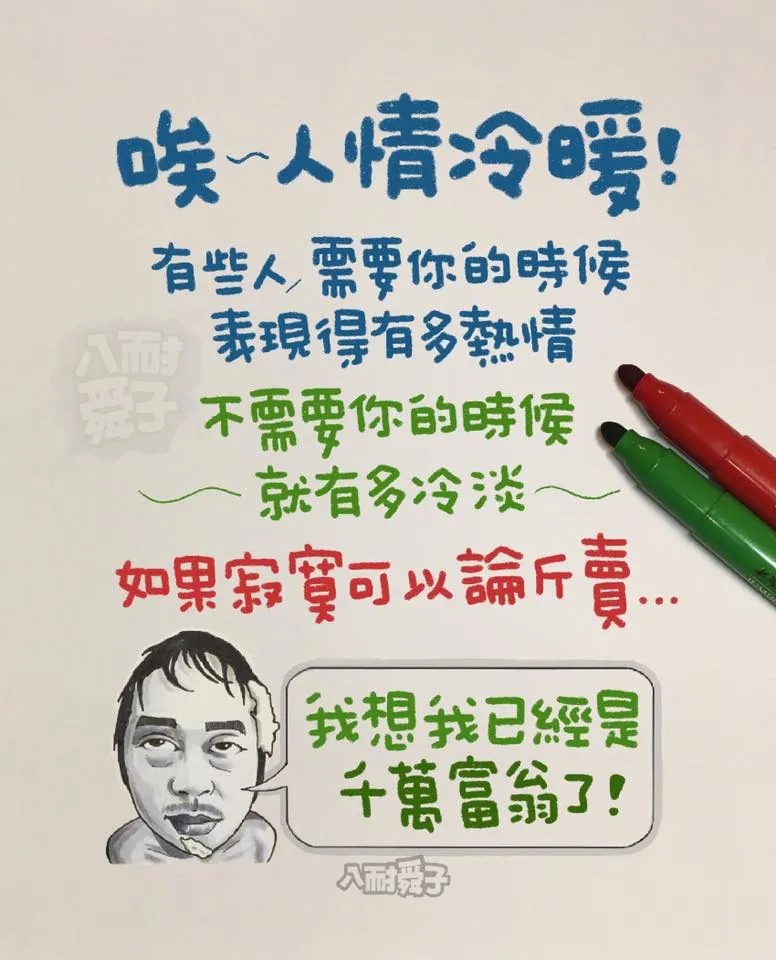 唉~人情冷暖!
有些人,需要你的時候
表現得有多熱情
八耐
舜子
不需要你的時候
~就有多冷淡~
如果寂寞可以論斤賣...
我想我已經是
千萬富翁了!
八耐舜子